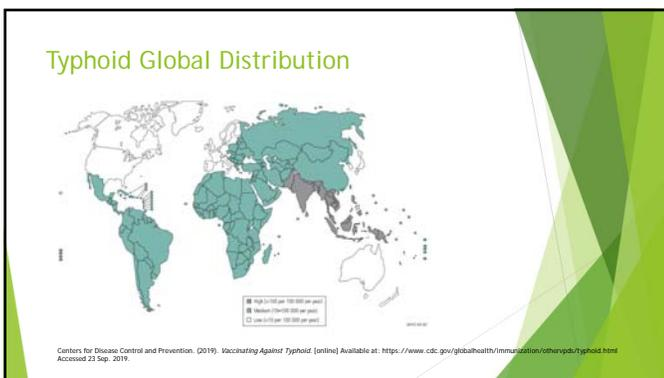 Typhoid Global Distribution
High (>100 per 100 000 per year)
Medium (10–100 per 100 000 per year)
Low (<10 per 100 000 per year)
Centers for Disease Control and Prevention. (2019). Vaccinating Against Typhoid. [online] Available at: https://www.cdc.gov/globalhealth/immunization/othervpds/typhoid.html
Accessed 23 Sep. 2019.